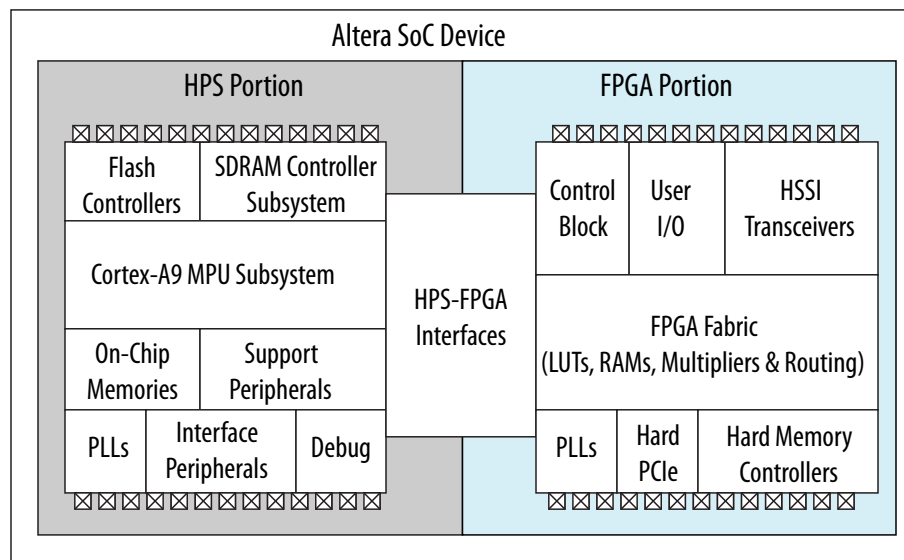 Altera SoC Device
HPS Portion
FPGA Portion
Flash
Controllers
SDRAM Controller
Subsystem
Cortex-A9 MPU Subsystem
On-Chip
Memories
Support
Peripherals
PLLs
Interface
Peripherals
Debug
HPS-FPGA
Interfaces
Control
Block
User
I/O
HSSI
Transceivers
FPGA Fabric
(LUTs, RAMs, Multipliers & Routing)
PLLs
Hard
PCIe
Hard Memory
Controllers